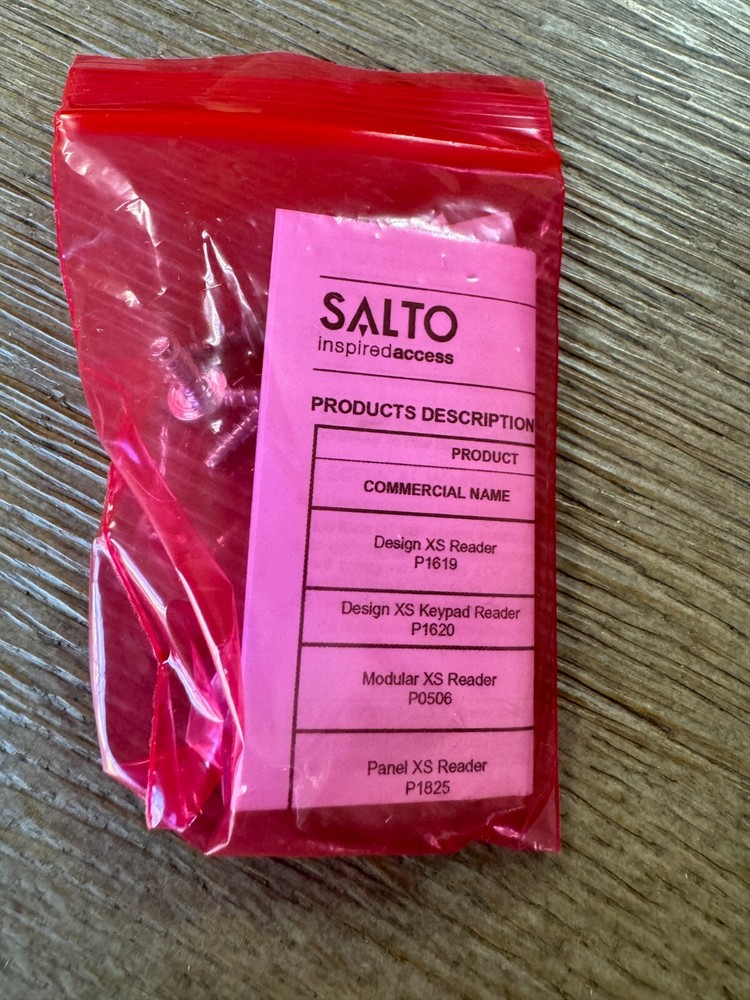 SALTO
inspiredaccess
PRODUCTS DESCRIPTION
PRODUCT
COMMERCIAL NAME
Design XS Reader
P1619
Design XS Keypad Reader
P1620
Modular XS Reader
P0506
Panel XS Reader
P1825